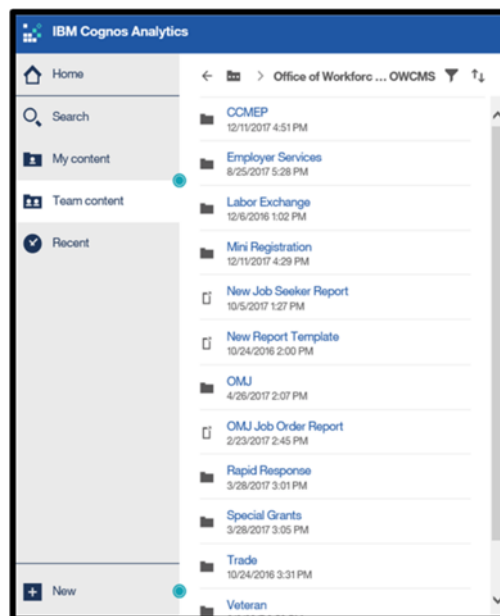 IBM Cognos Analytics
Home
Search
My content
Team content
Recent
New
Office of Workforc ... OWCMS
CCMEP
12/11/2017 4:51 PM
Employer Services
8/25/2017 5:28 PM
Labor Exchange
12/6/2016 1:02 PM
Mini Registration
12/11/2017 4:29 PM
New Job Seeker Report
10/5/2017 1:27 PM
New Report Template
10/24/2016 2:00 PM
OMJ
4/26/2017 2:07 PM
OMJ Job Order Report
2/23/2017 2:45 PM
Rapid Response
3/28/2017 3:01 PM
Special Grants
3/28/2017 3:05 PM
Trade
10/24/2016 3:31 PM
Veteran